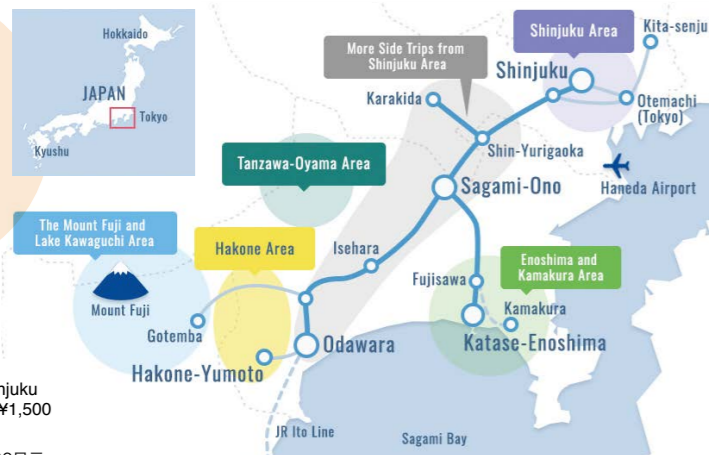 Hokkaido
JAPAN
Tokyo
Kyushu
More Side Trips from
Shinjuku Area
Shinjuku Area
Kita-senju
Shinjuku
Karakida
Otemachi
(Tokyo)
Shin-Yurigaoka
Tanzawa-Oyama Area
Sagami-Ono
Haneda Airport
The Mount Fuji and
Lake Kawaguchi Area
Hakone Area
Isehara
Enoshima and
Kamakura Area
Fujisawa
Mount Fuji
Kamakura
Gotemba
Odawara
Katase-Enoshima
Hakone-Yumoto
njuku
¥1,500
JR Ito Line
Sagami Bay